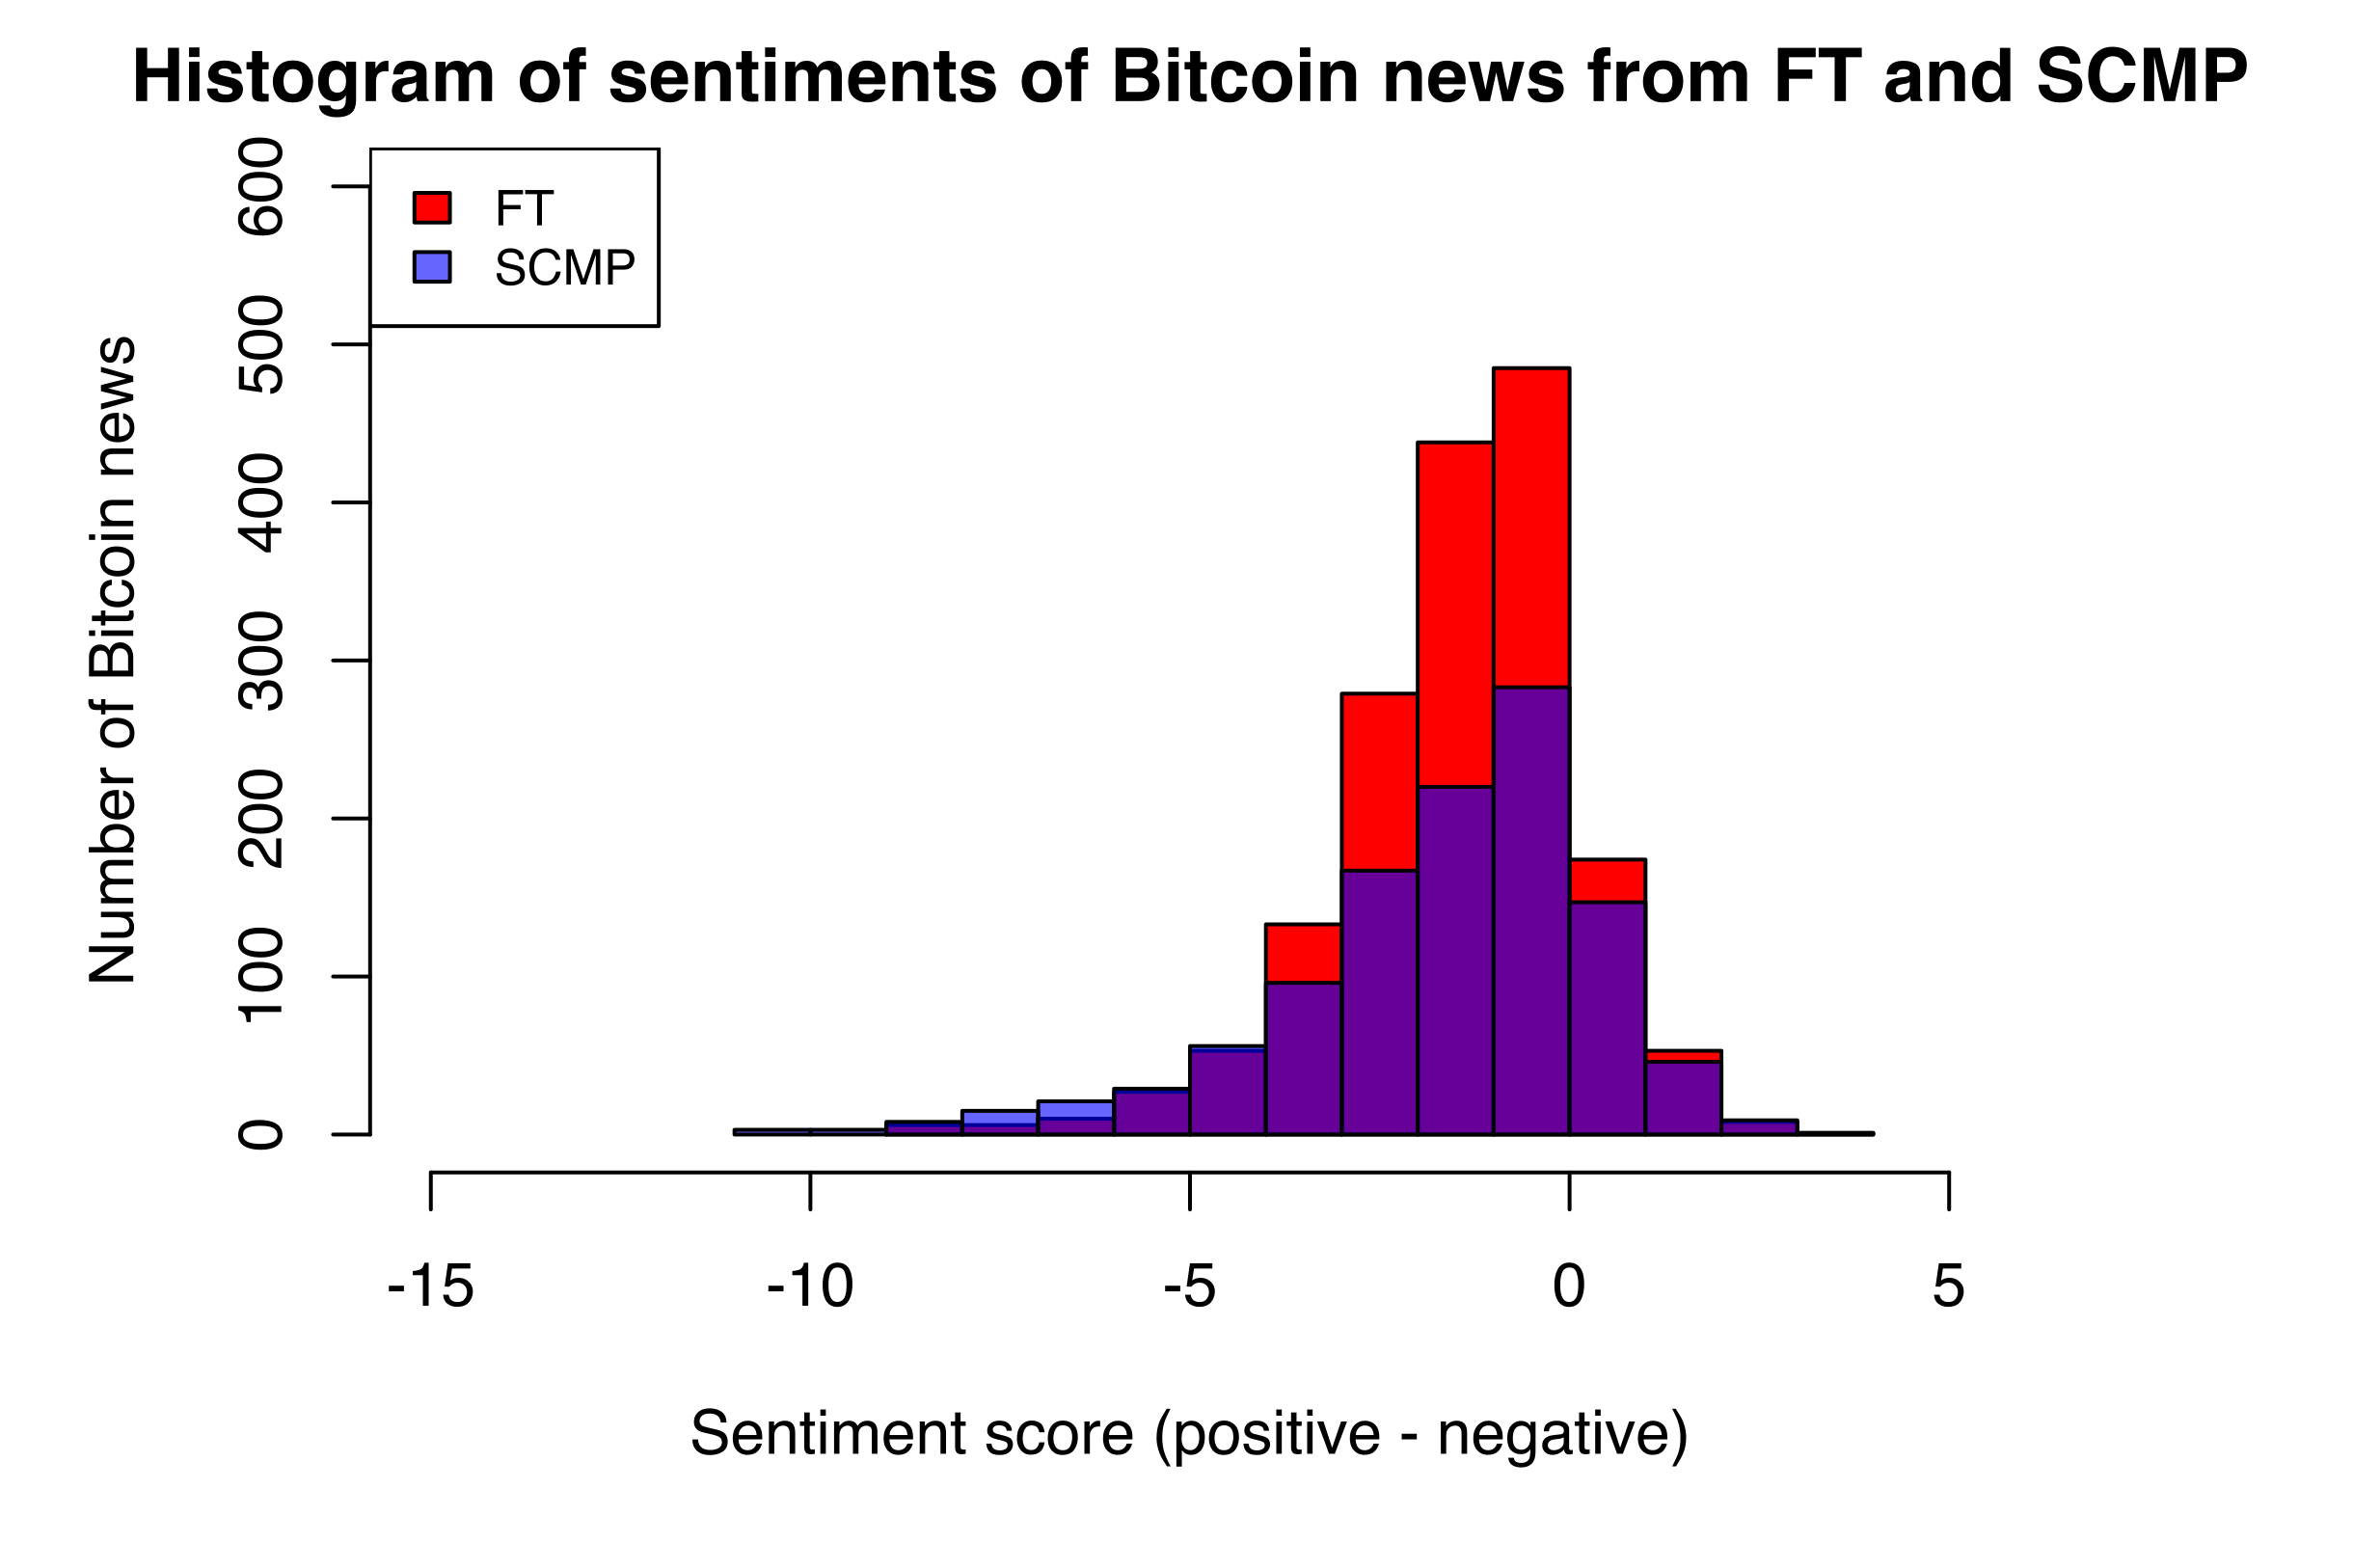 Histogram of sentiments of Bitcoin news from FT and SCMP
FT
SCMP
Number of Bitcoin news
600
500
400
300
200
100
0
-15 -10 -5 0 5
Sentiment score (positive - negative)